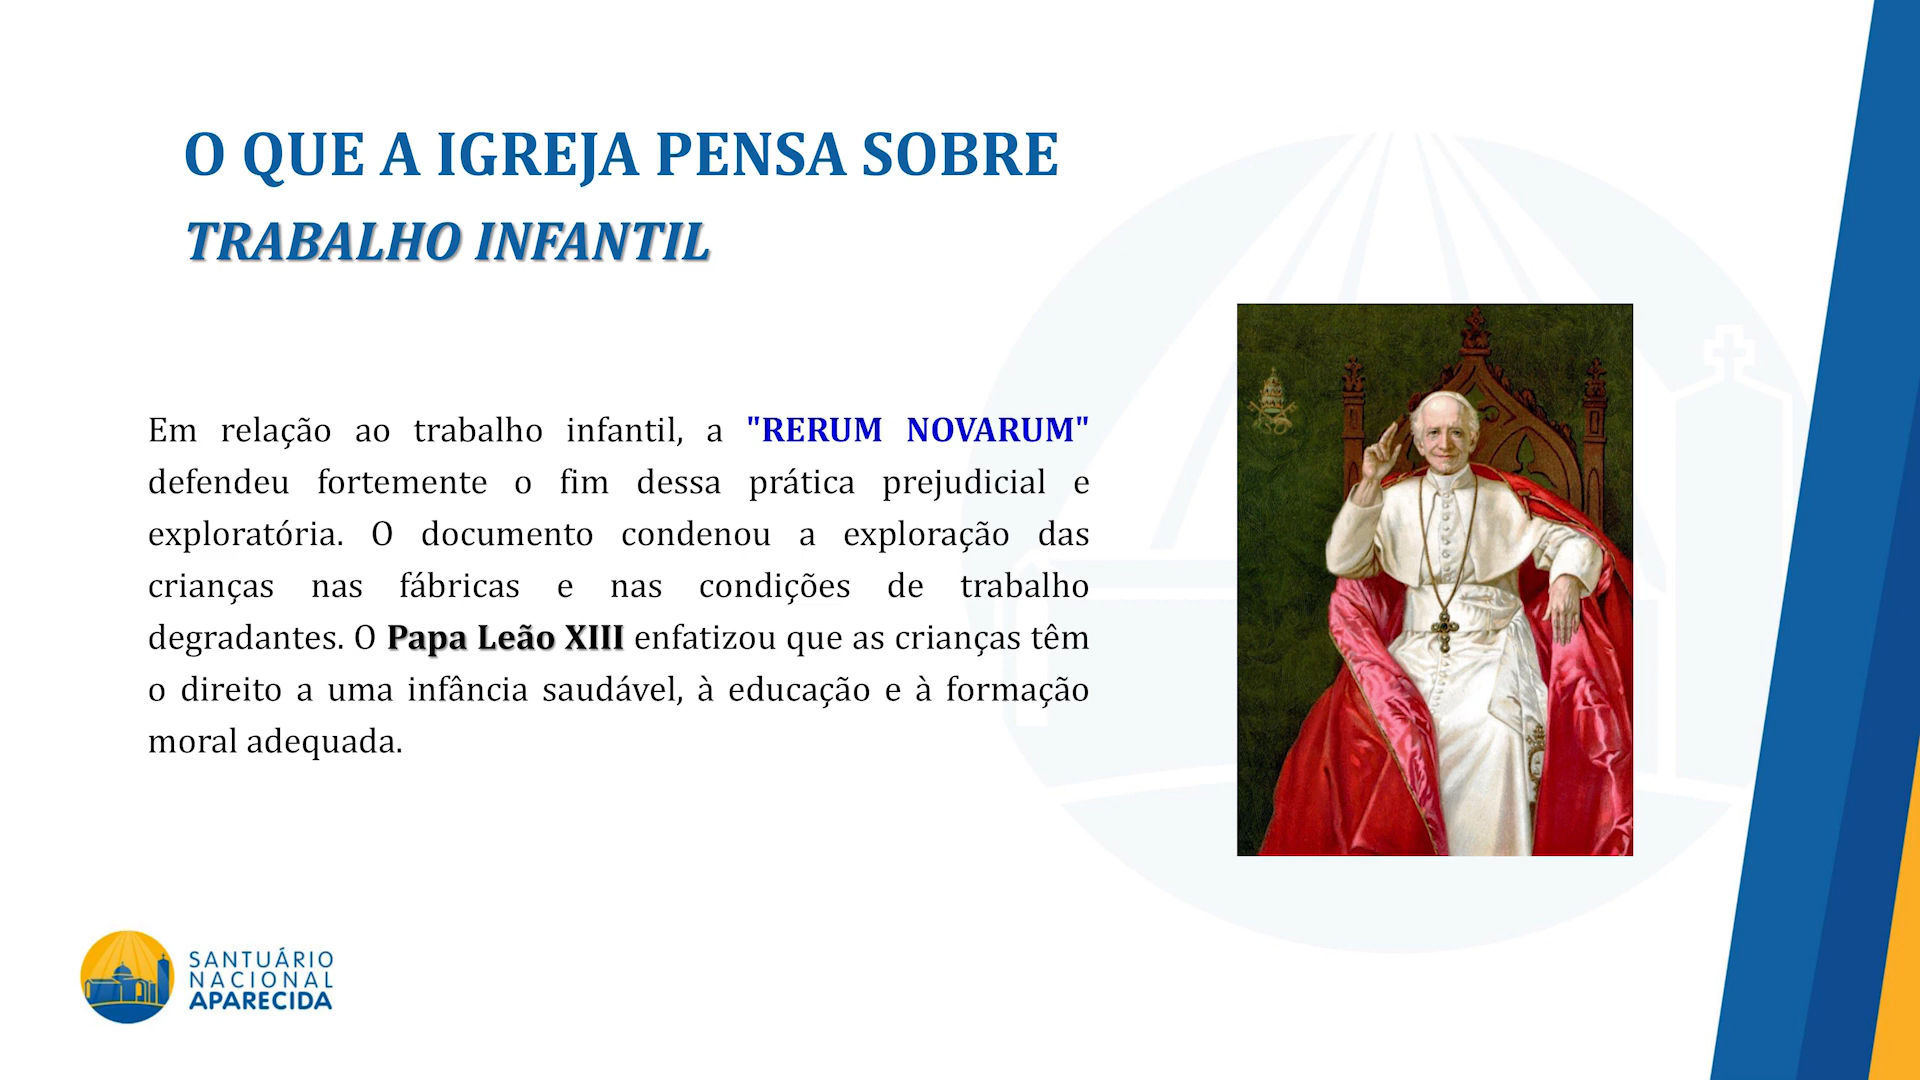 O QUE A IGREJA PENSA SOBRE
TRABALHO INFANTIL
Em relação ao trabalho infantil, a "RERUM NOVARUM"
defendeu fortemente o fim dessa prática prejudicial e
exploratória. O documento condenou a exploração das
crianças nas fábricas e nas condições de trabalho
degradantes. O Papa Leão XIII enfatizou que as crianças têm
o direito a uma infância saudável, à educação e à formação
moral adequada.
SANTUÁRIO
NACIONAL
APARECIDA